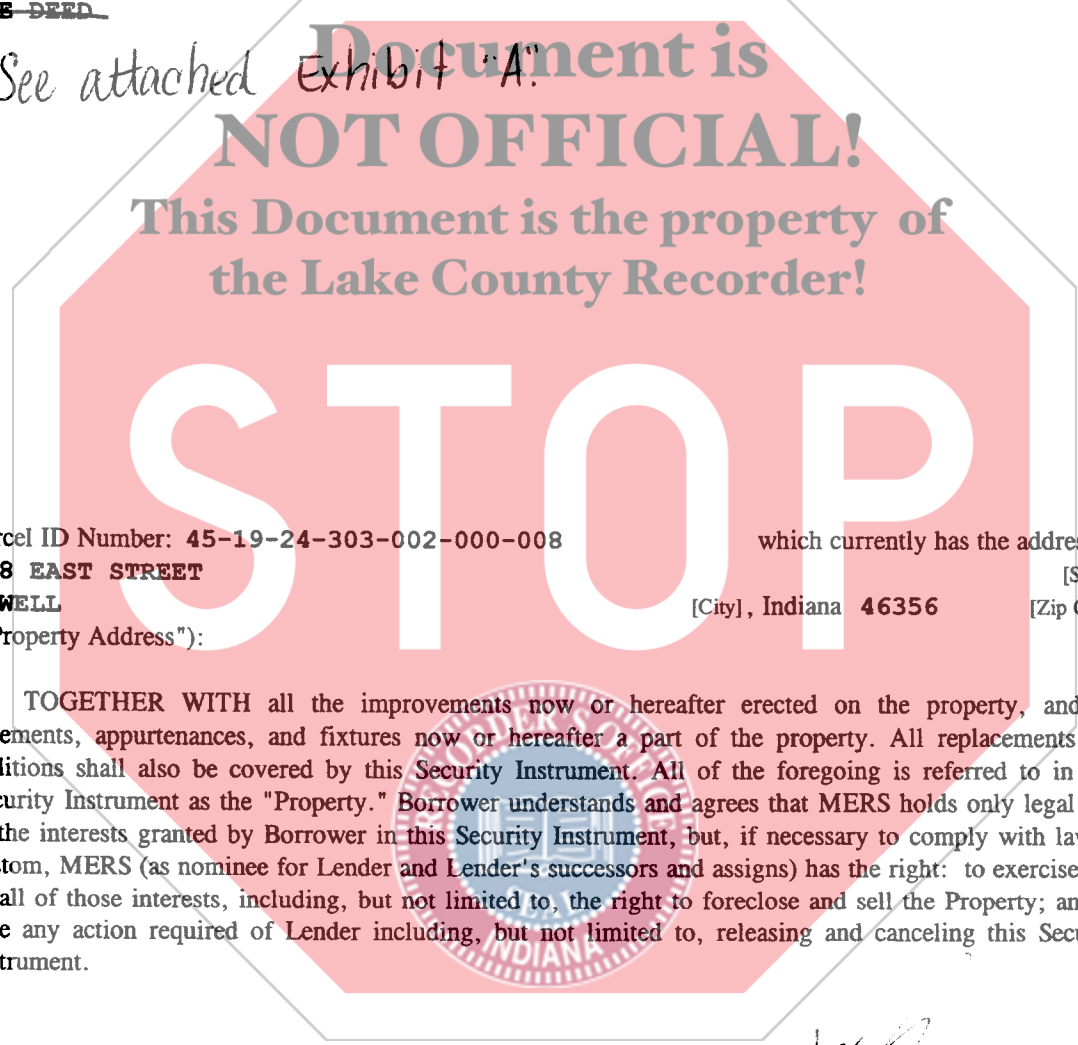 E DEED
See attached Exhibit "A."
Document is
NOT OFFICIAL!
This Document is the property of
the Lake County Recorder!
STOP
rcel ID Number: 45-19-24-303-002-000-008 which currently has the addre
8 EAST STREET [S
WELL [City] , Indiana 46356 [Zip C
roperty Address"):
TOGETHER WITH all the improvements now or hereafter erected on the property, and
ements, appurtenances, and fixtures now or hereafter a part of the property. All replacements
litions shall also be covered by this Security Instrument. All of the foregoing is referred to in
curity Instrument as the "Property." Borrower understands and agrees that MERS holds only legal
the interests granted by Borrower in this Security Instrument, but, if necessary to comply with la
stom, MERS (as nominee for Lender and Lender's successors and assigns) has the right: to exercise
all of those interests, including, but not limited to, the right to foreclose and sell the Property; an
e any action required of Lender including, but not limited to, releasing and canceling this Secu
trument.
RECORDER'S OFFICE
SEAL
INDIANA